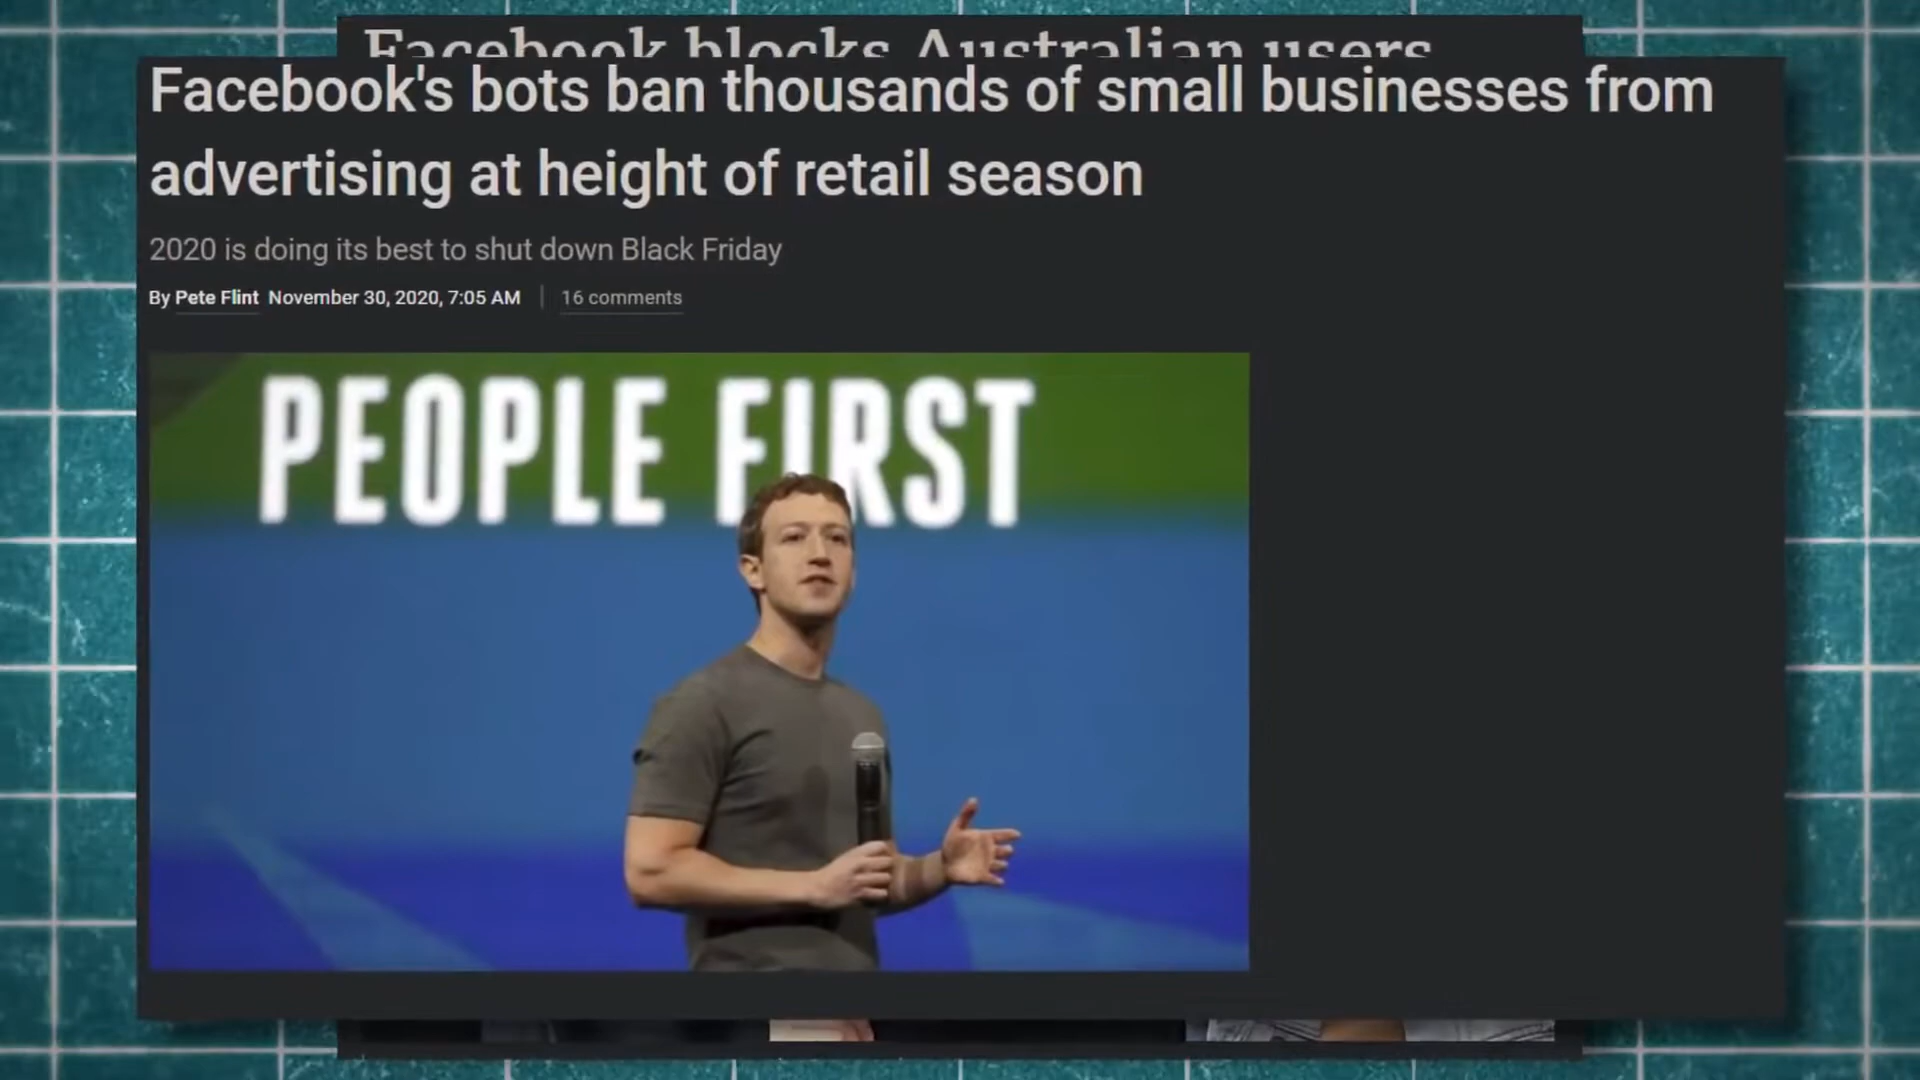 Facebook blocks Australian users
Facebook's bots ban thousands of small businesses from
advertising at height of retail season
2020 is doing its best to shut down Black Friday
By Pete Flint November 30, 2020, 7:05 AM | 16 comments
PEOPLE FIRST